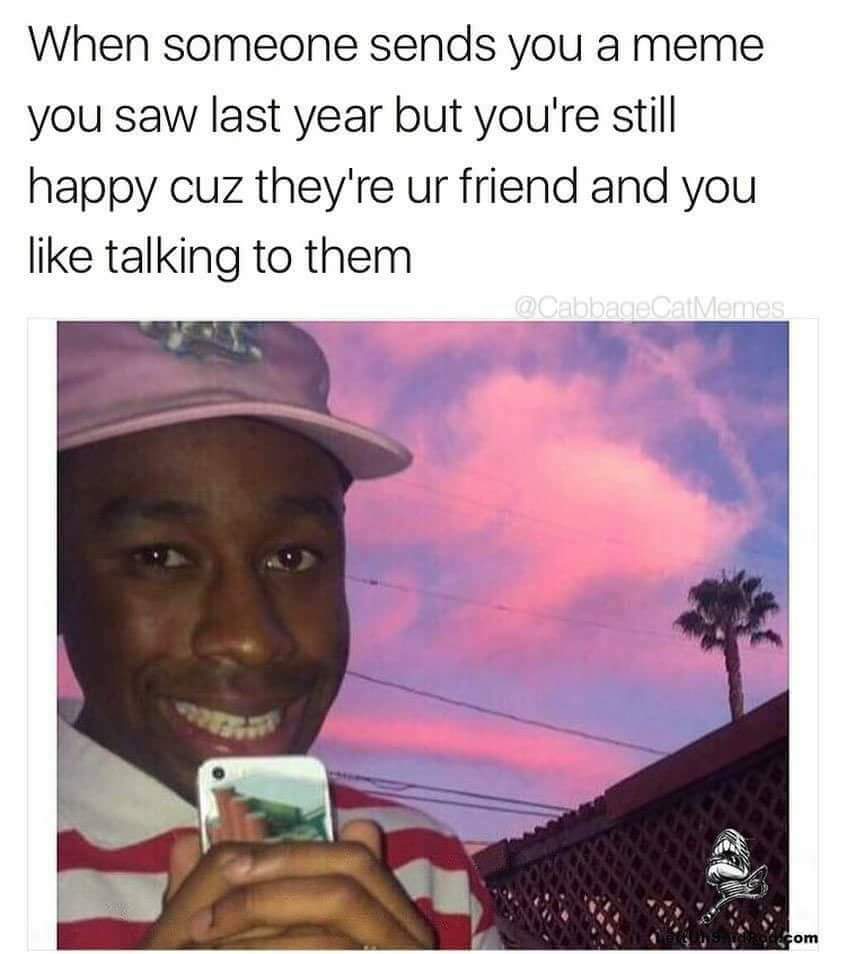 When someone sends you a meme
you saw last year but you're still
happy cuz they're ur friend and you
like talking to them
@CabbageCatMemes
.com